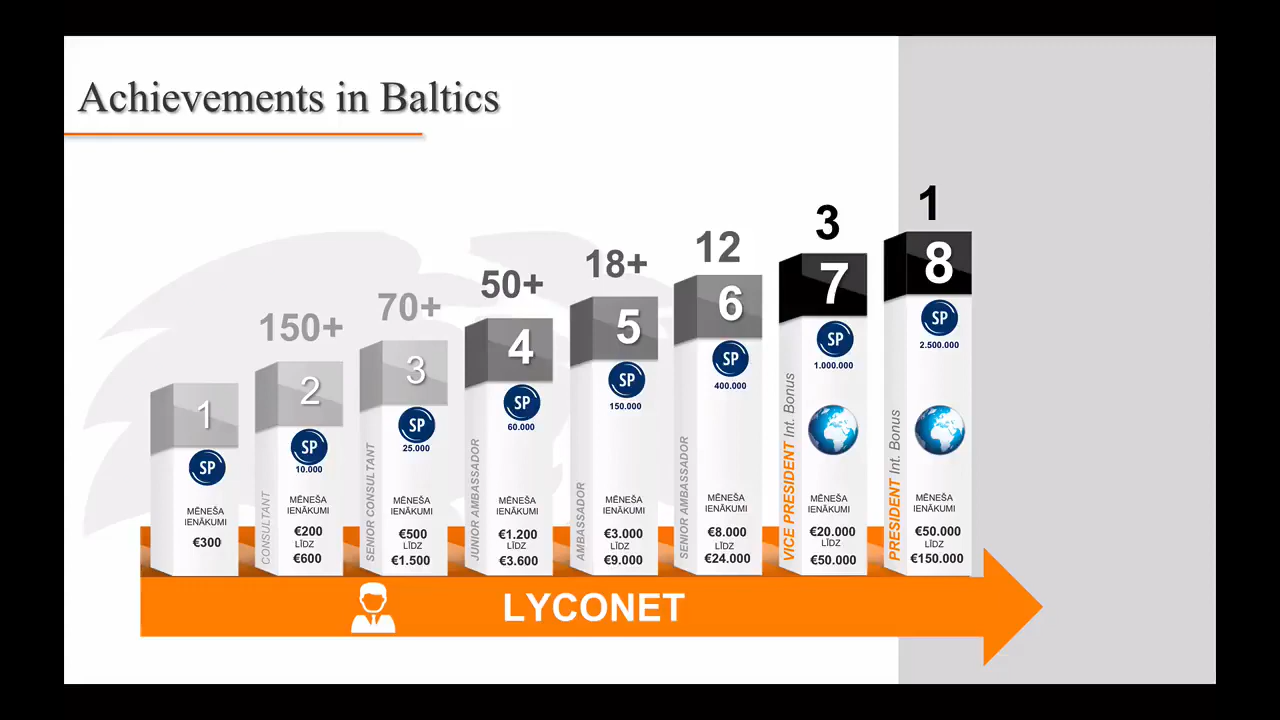 Achievements in Baltics
1
SP
MĒNEŠA
IENĀKUMI
€300
150+
2
SP
10.000
CONSULTANT
MĒNEŠA
IENĀKUMI
€200
LĪDZ
€600
70+
3
SP
25.000
SENIOR CONSULTANT
MĒNEŠA
IENĀKUMI
€500
LĪDZ
€1.500
50+
4
SP
60.000
JUNIOR AMBASSADOR
MĒNEŠA
IENĀKUMI
€1.200
LĪDZ
€3.600
18+
5
SP
150.000
AMBASSADOR
MĒNEŠA
IENĀKUMI
€3.000
LĪDZ
€9.000
12
6
SP
400.000
SENIOR AMBASSADOR
MĒNEŠA
IENĀKUMI
€8.000
LĪDZ
€24.000
3
7
SP
1.000.000
VICE PRESIDENT Int. Bonus
MĒNEŠA
IENĀKUMI
€20.000
LĪDZ
€50.000
1
8
SP
2.500.000
PRESIDENT Int. Bonus
MĒNEŠA
IENĀKUMI
€50.000
LĪDZ
€150.000
LYCONET